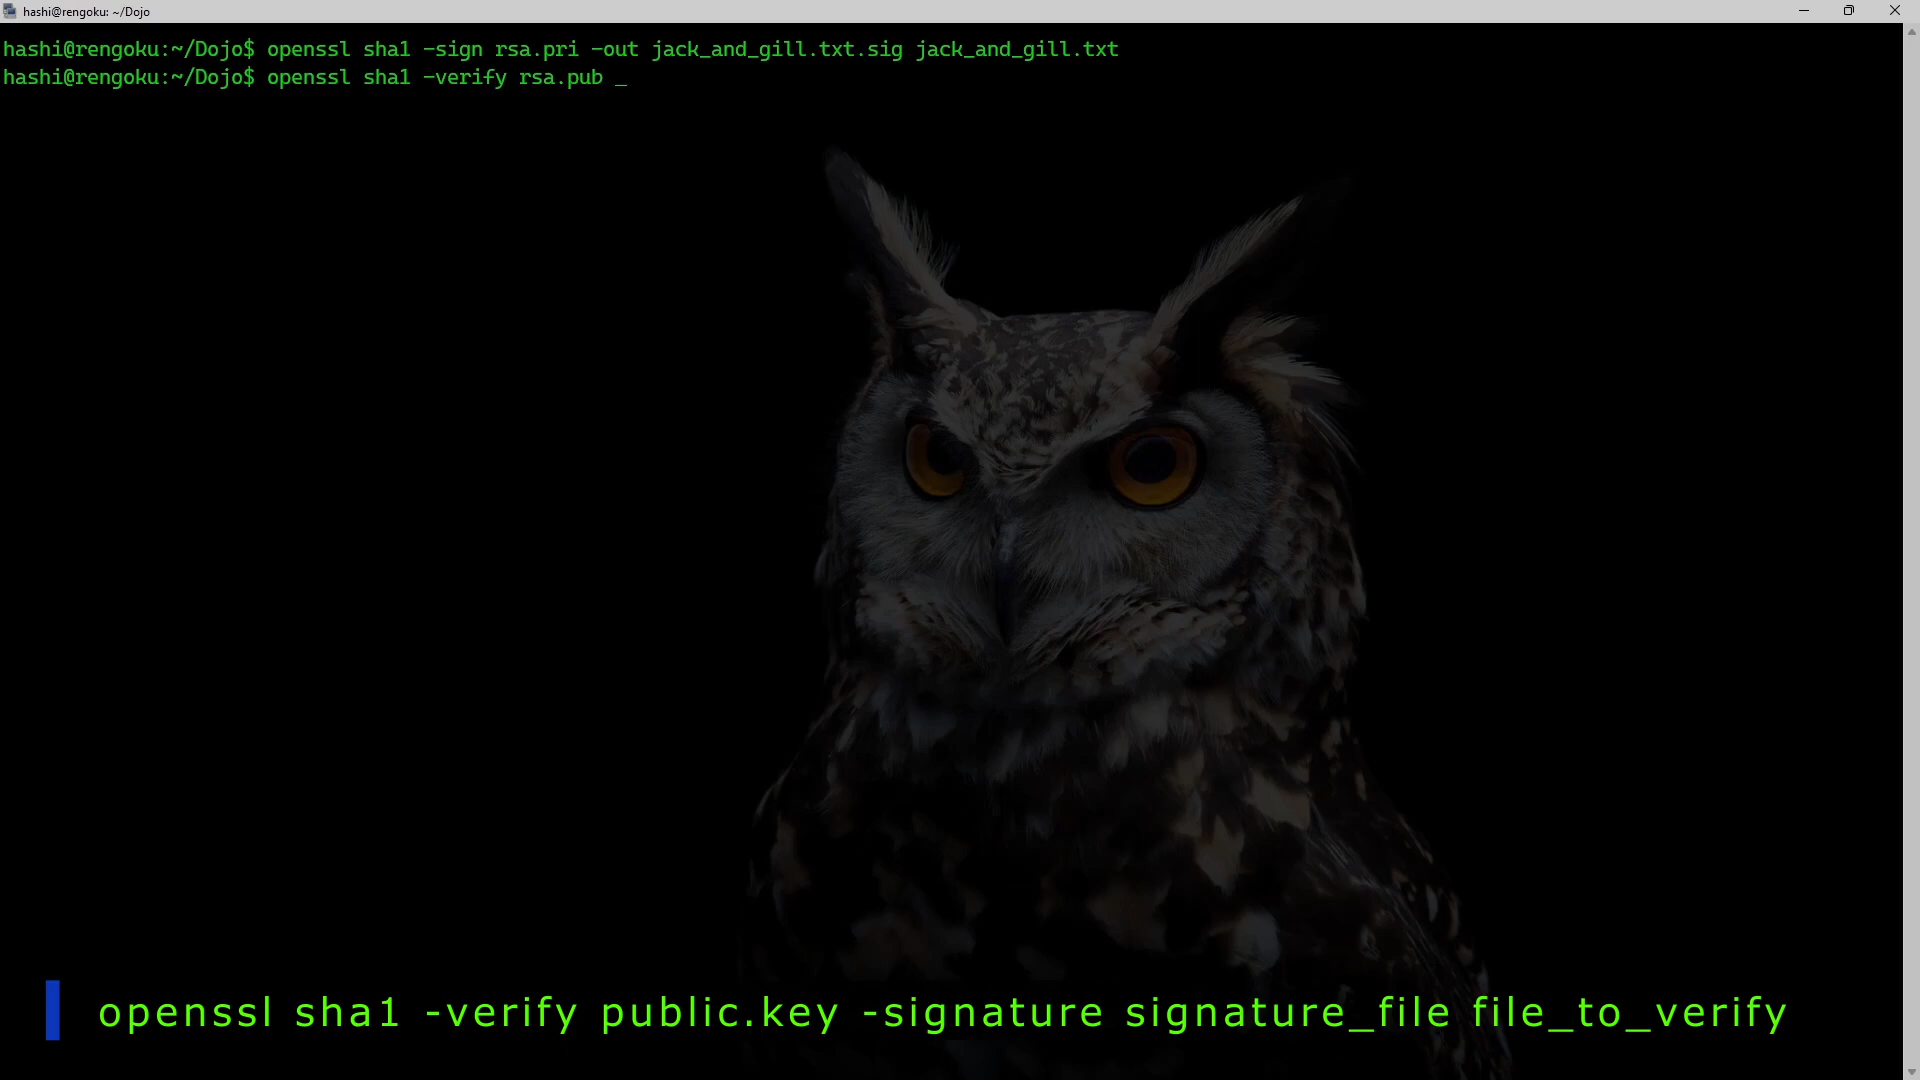 hashi@rengoku: ~/Dojo
hashi@rengoku:~/Dojo$ openssl sha1 -sign rsa.pri -out jack_and_gill.txt.sig jack_and_gill.txt
hashi@rengoku:~/Dojo$ openssl sha1 -verify rsa.pub _
openssl sha1 -verify public.key -signature signature_file file_to_verify